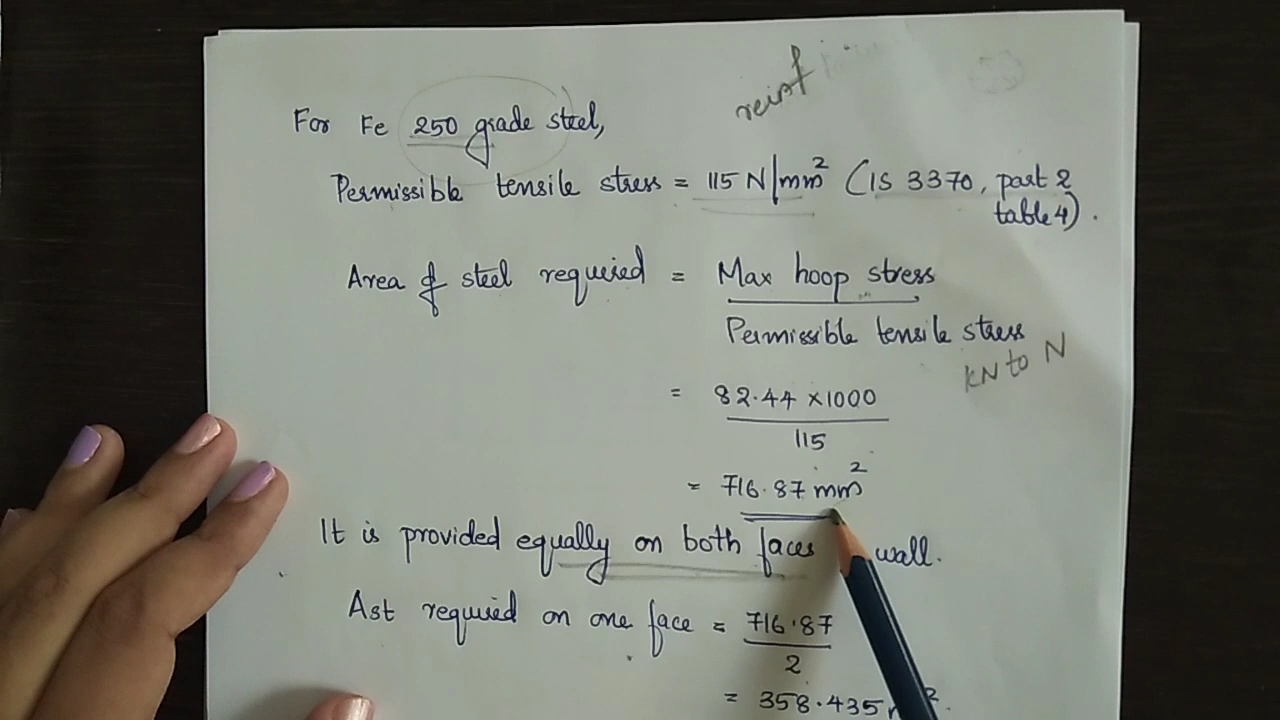 reinf
For Fe 250 grade steel,
Permissible tensile stress = 115 N/mm² (IS 3370, part 2
table 4).
Area of steel required = Max hoop stress
Permissible tensile stress
kN to N
= 82.44 ×1000
115
= 716.87 mm²
It is provided equally on both faces wall.
Ast required on one face = 716.87
2
= 358.435